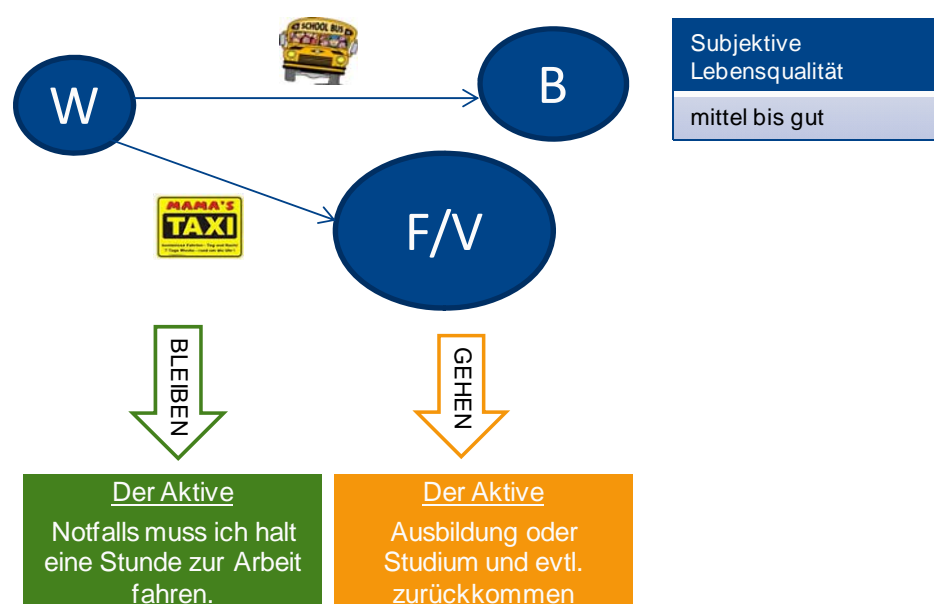 SCHOOL BUS
W
B
Subjektive
Lebensqualität
mittel bis gut
MAMA'S
TAXI
F/V
BLEIBEN
GEHEN
Der Aktive
Notfalls muss ich halt
eine Stunde zur Arbeit
fahren.
Der Aktive
Ausbildung oder
Studium und evtl.
zurückkommen